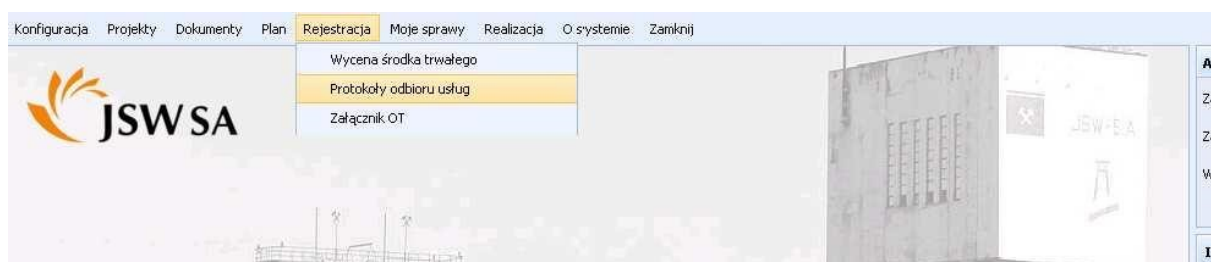 Konfiguracja Projekty Dokumenty Plan Rejestracja Moje sprawy Realizacja O systemie Zamknij
Wycena środka trwałego
Protokoły odbioru usług
Załącznik OT
JSW SA
JSW S.A.